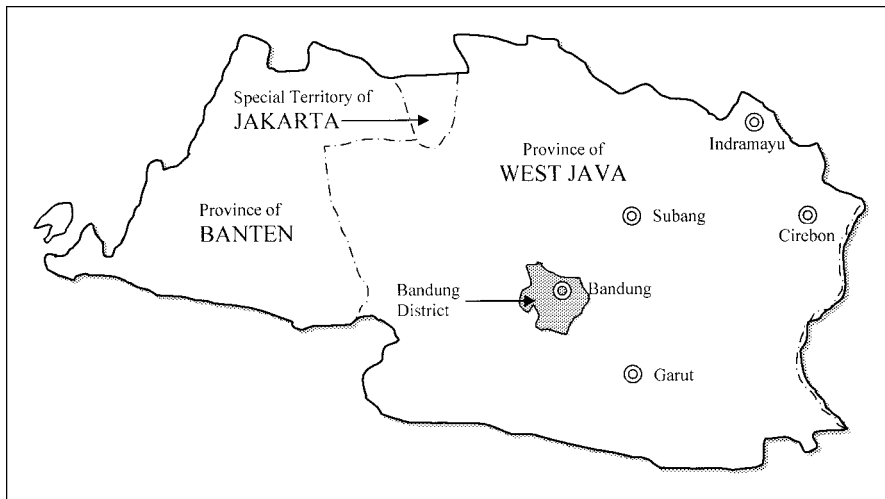 Special Territory of
JAKARTA
Indramayu
Province of
WEST JAVA
Province of
BANTEN
Subang
Cirebon
Bandung
District
Bandung
Garut